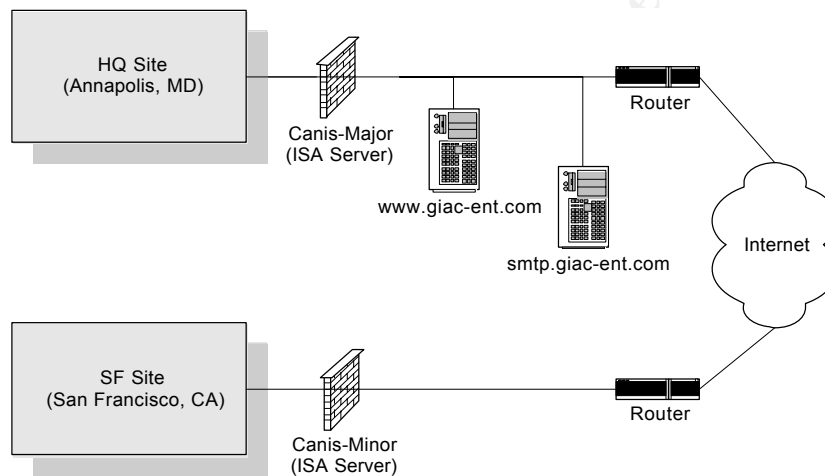 HQ Site
(Annapolis, MD)
Canis-Major
(ISA Server)
www.giac-ent.com
smtp.giac-ent.com
Router
Internet
SF Site
(San Francisco, CA)
Canis-Minor
(ISA Server)
Router